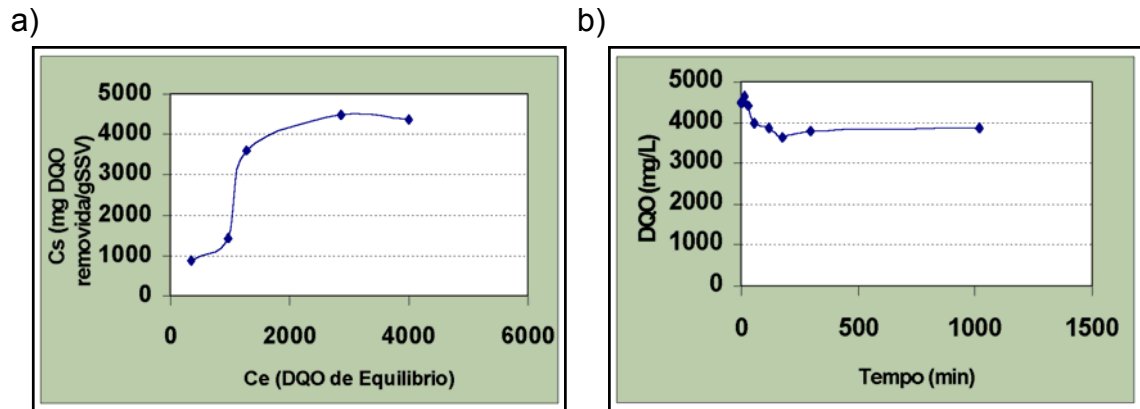 a)
5000
4000
3000
2000
1000
0
Cs (mg DQO
removida/gSSV)
0 2000 4000 6000
Ce (DQO de Equilibrio)
b)
5000
4000
3000
2000
1000
0
DQO (mg/L)
0 500 1000 1500
Tempo (min)